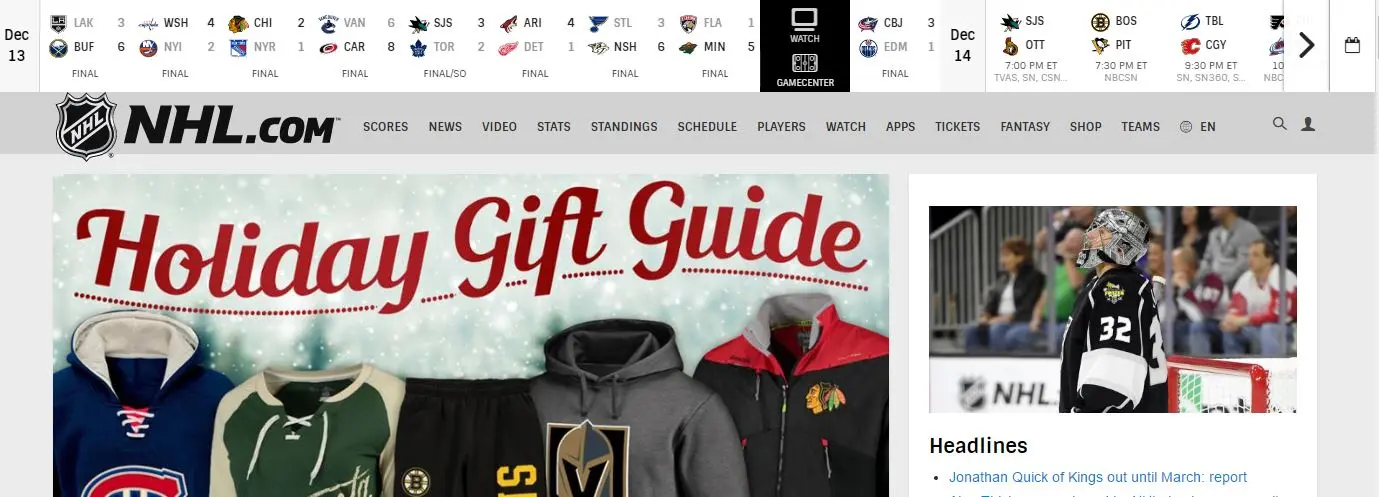 Dec
13
LAK 3
BUF 6
FINAL
WSH 4
NYI 2
FINAL
CHI 2
NYR 1
FINAL
VAN 6
CAR 8
FINAL
SJS 3
TOR 2
FINAL/SO
ARI 4
DET 1
FINAL
STL 3
NSH 6
FINAL
FLA 1
MIN 5
FINAL
WATCH
GAMECENTER
CBJ 3
EDM 1
FINAL
Dec
14
SJS
OTT
7:00 PM ET
TVAS, SN, CSN...
BOS
PIT
7:30 PM ET
NBCSN
TBL
CGY
9:30 PM ET
SN, SN360, S...
10
NBC
NHL NHL.COM™ SCORES NEWS VIDEO STATS STANDINGS SCHEDULE PLAYERS WATCH APPS TICKETS FANTASY SHOP TEAMS EN
Holiday Gift Guide
32
NHL
Headlines
Jonathan Quick of Kings out until March: report